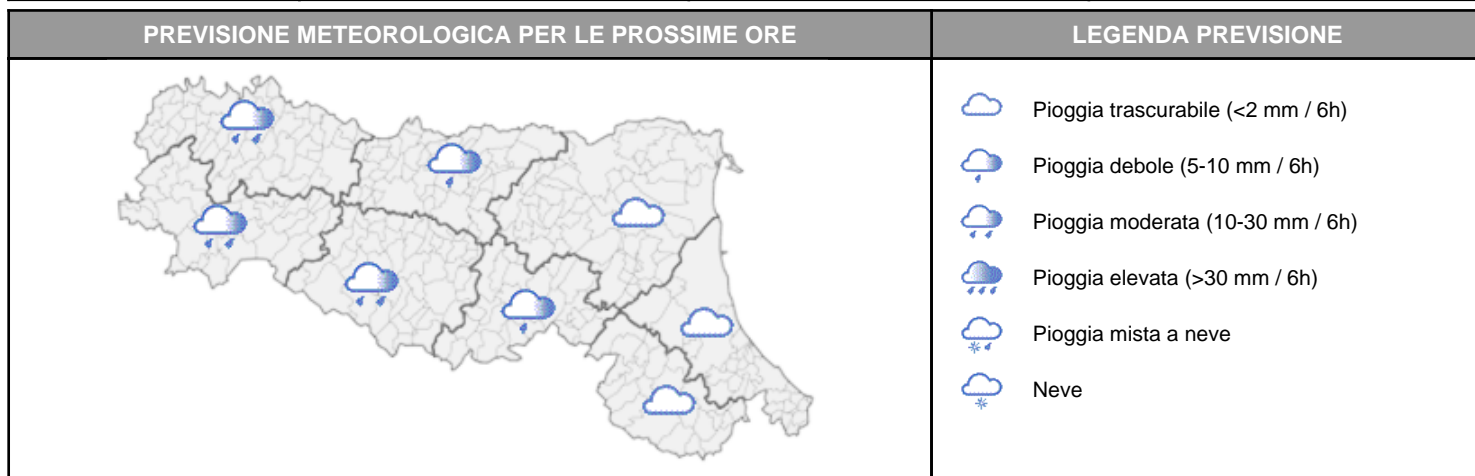 PREVISIONE METEOROLOGICA PER LE PROSSIME ORE
LEGENDA PREVISIONE
Pioggia trascurabile (<2 mm / 6h)
Pioggia debole (5-10 mm / 6h)
Pioggia moderata (10-30 mm / 6h)
Pioggia elevata (>30 mm / 6h)
Pioggia mista a neve
Neve